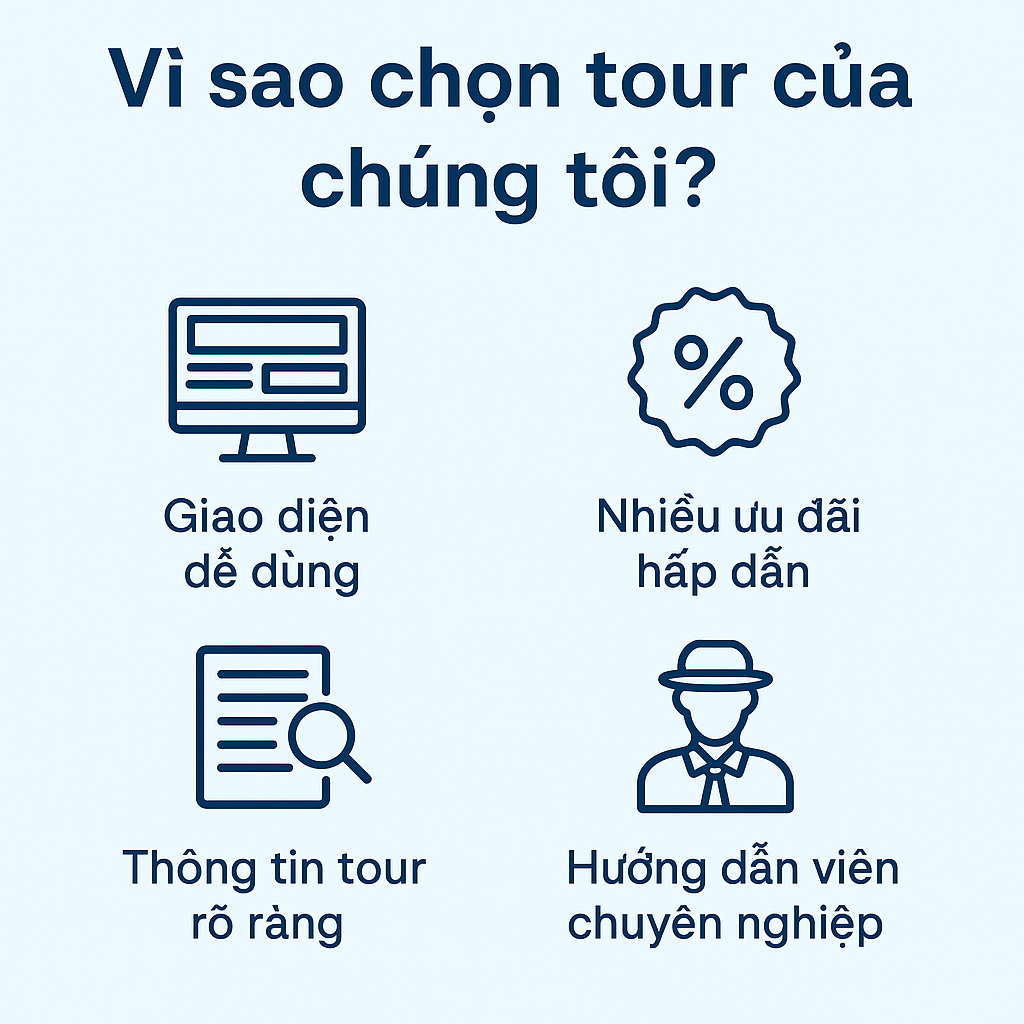 Vì sao chọn tour của
chúng tôi?
Giao diện
dễ dùng
Nhiều ưu đãi
hấp dẫn
Thông tin tour
rõ ràng
Hướng dẫn viên
chuyên nghiệp